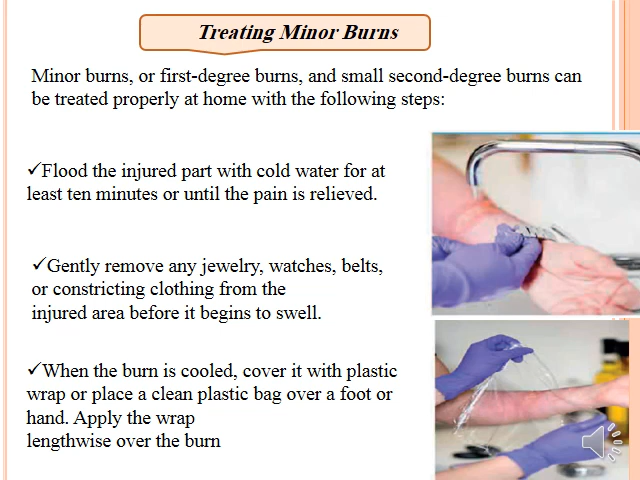 Treating Minor Burns
Minor burns, or first-degree burns, and small second-degree burns can
be treated properly at home with the following steps:
✓Flood the injured part with cold water for at
least ten minutes or until the pain is relieved.
✓Gently remove any jewelry, watches, belts,
or constricting clothing from the
injured area before it begins to swell.
✓When the burn is cooled, cover it with plastic
wrap or place a clean plastic bag over a foot or
hand. Apply the wrap
lengthwise over the burn